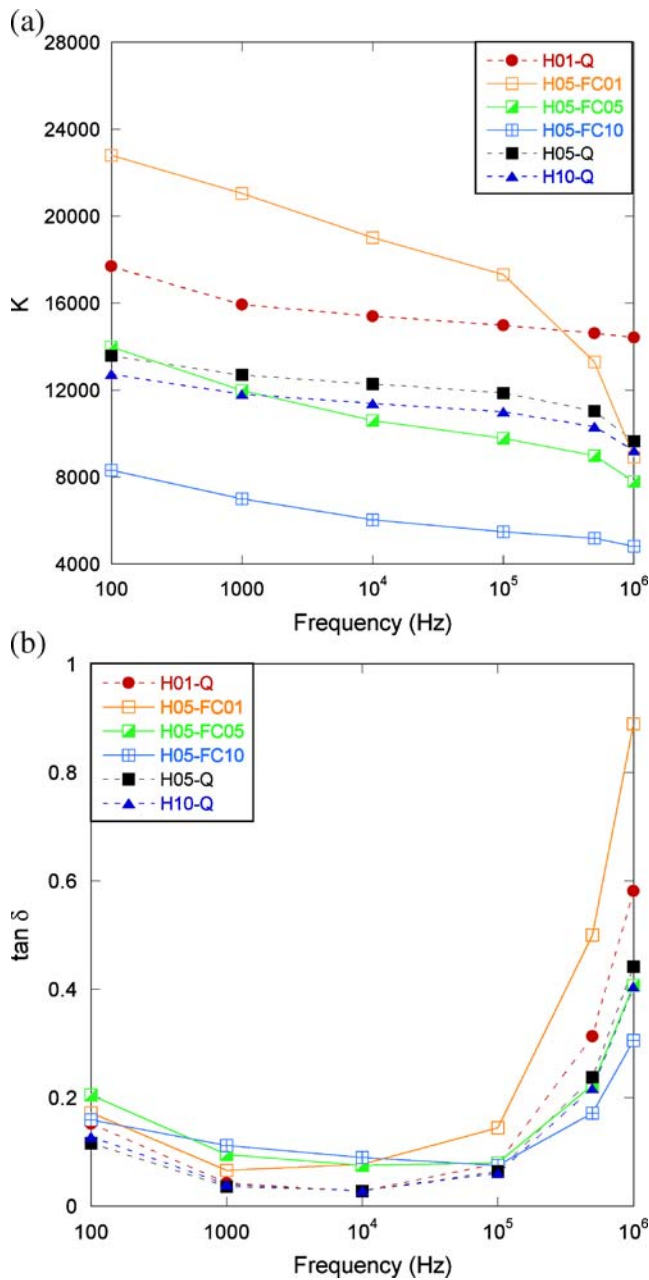 (a)
28000
24000
20000
16000
12000
8000
4000
K
H01-Q
H05-FC01
H05-FC05
H05-FC10
H05-Q
H10-Q
100 1000 10⁴ 10⁵ 10⁶
Frequency (Hz)
(b)
1
0.8
0.6
0.4
0.2
0
tan δ
H01-Q
H05-FC01
H05-FC05
H05-FC10
H05-Q
H10-Q
100 1000 10⁴ 10⁵ 10⁶
Frequency (Hz)